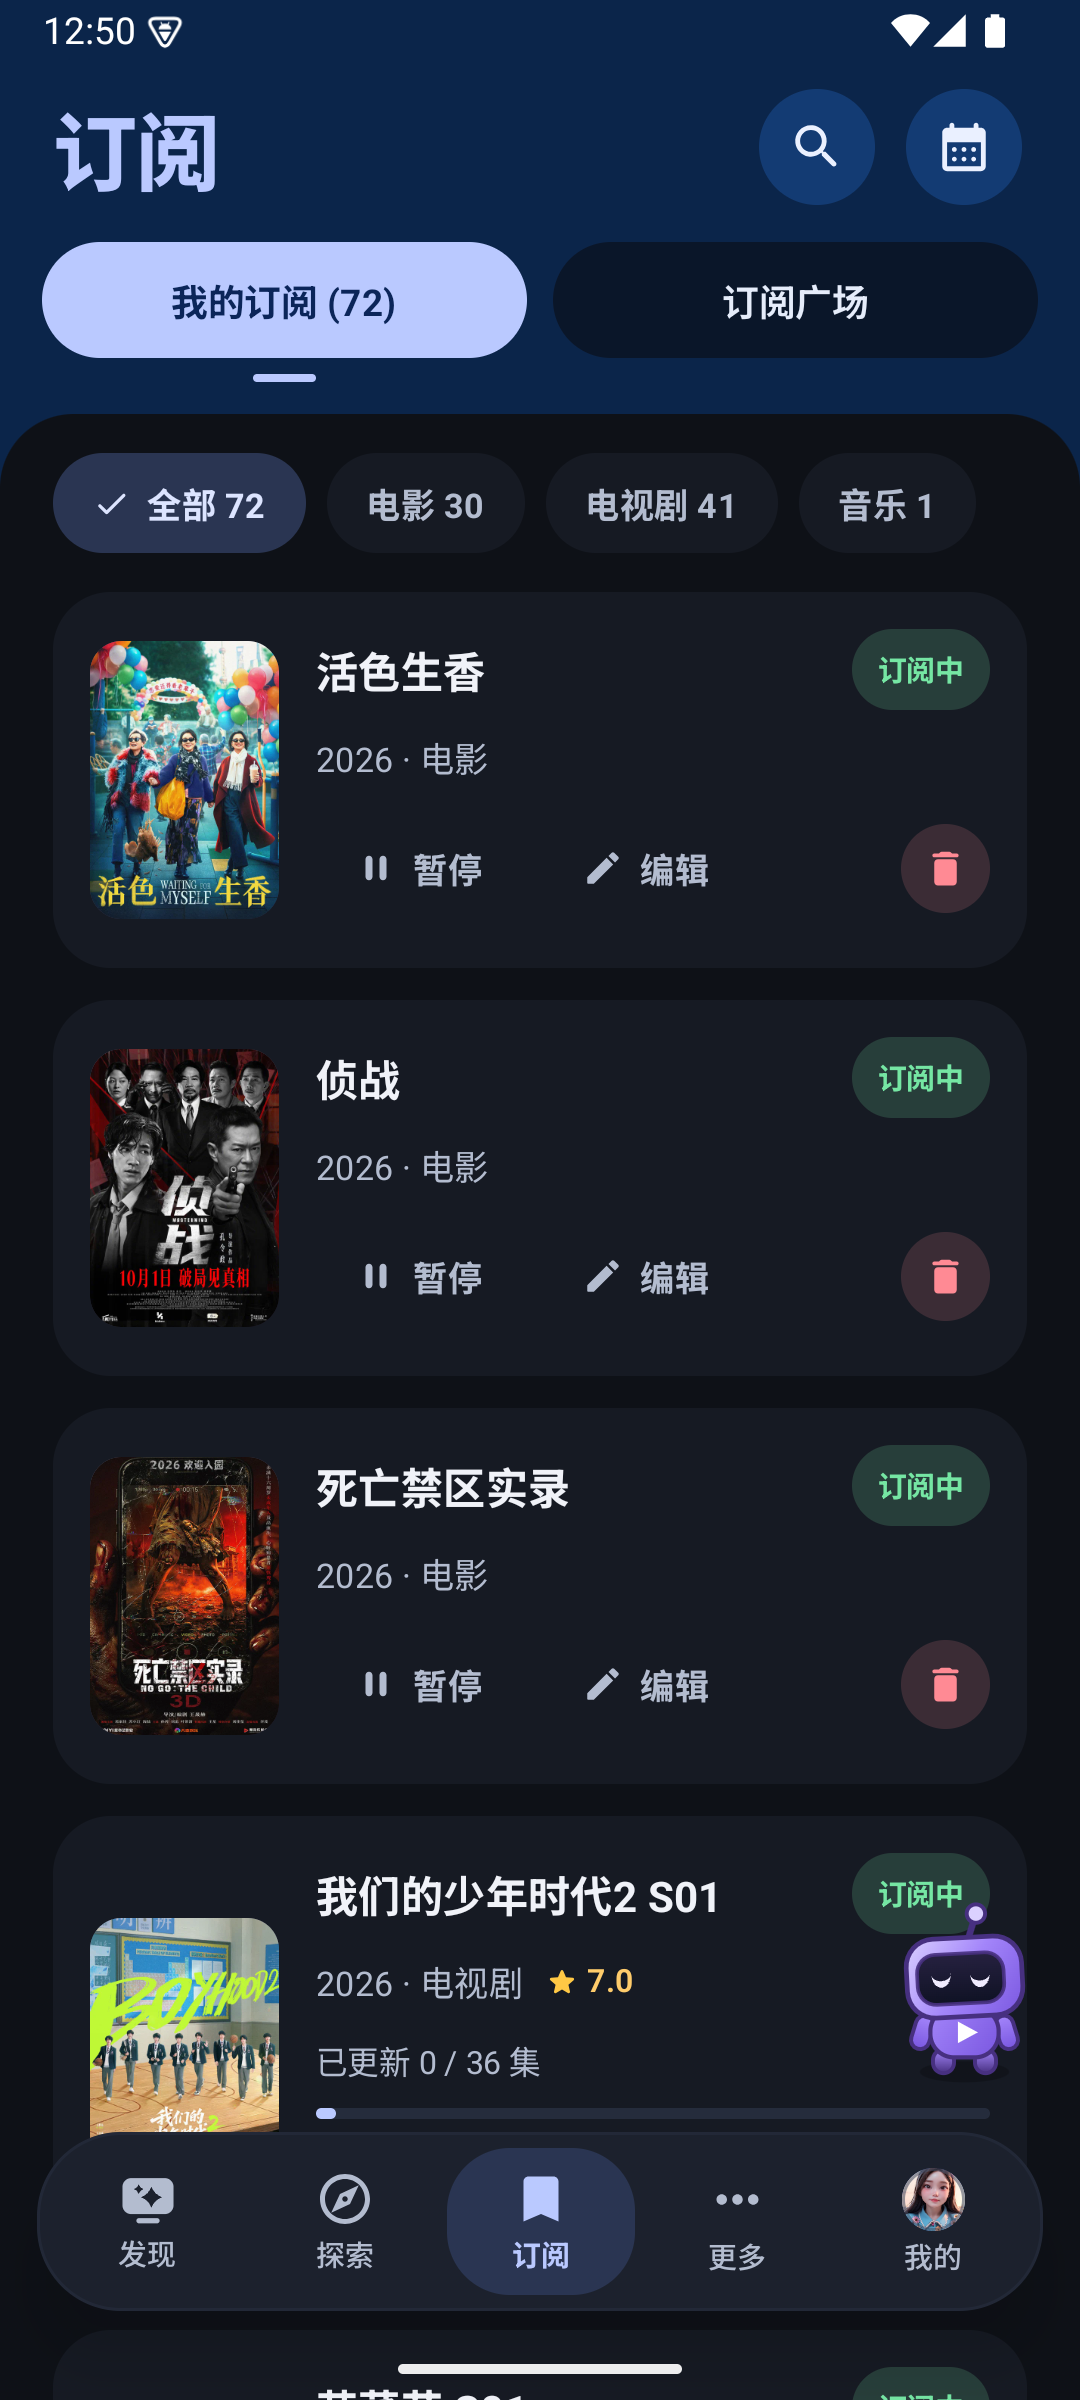 12:50
订阅
我的订阅 (72)
订阅广场
全部 72
电影 30
电视剧 41
音乐 1
活色生香
订阅中
2026 · 电影
暂停
编辑
活色 WAITING FOR MYSELF 生香
侦战
订阅中
2026 · 电影
暂停
编辑
侦战
MASTERMIND
10月1日 破局见真相
死亡禁区实录
订阅中
2026 · 电影
暂停
编辑
2026 欢迎入园
死亡禁区实录
NO GO : THE CHILD
3D
我们的少年时代2 S01
订阅中
2026 · 电视剧
7.0
已更新 0 / 36 集
BOYHOOD2
我们的
发现
探索
订阅
更多
我的